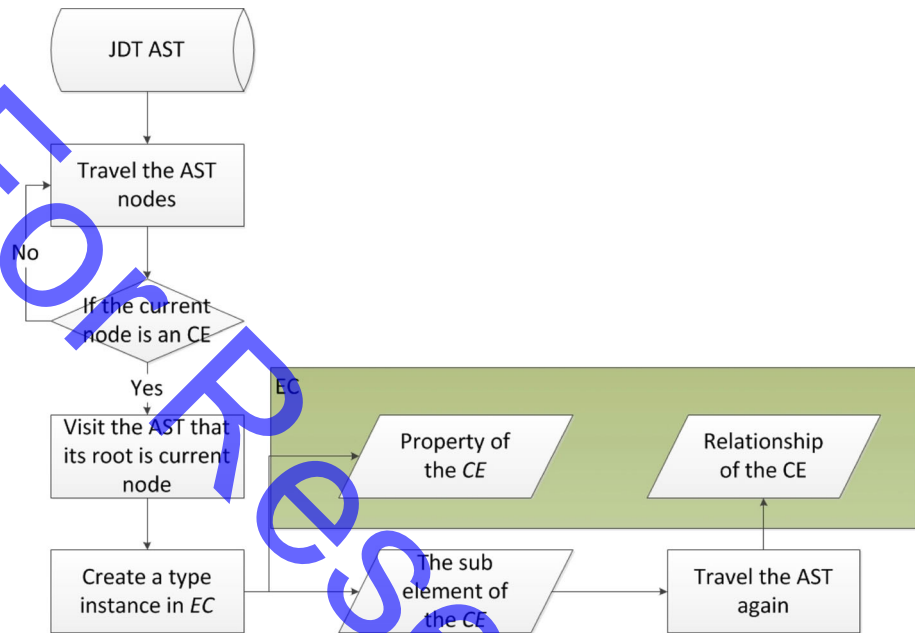 JDT AST
Travel the AST
nodes
No
If the current
node is an CE
Yes
EC
Visit the AST that
its root is current
node
Property of
the CE
Relationship
of the CE
Create a type
instance in EC
The sub
element of
the CE
Travel the AST
again
For Res